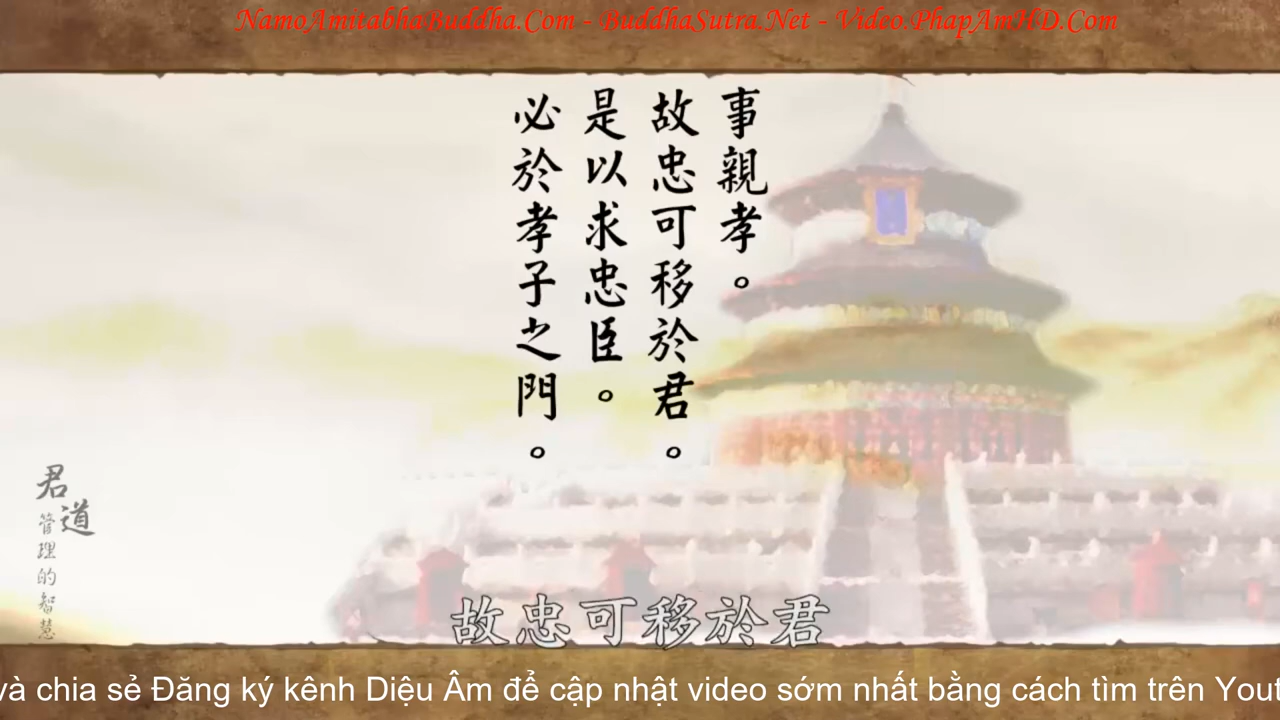 NamoAmitabhaBuddha.Com - BuddhaSutra.Net - Video.PhapAmHD.Com
事親孝。
故忠可移於君。
是以求忠臣。
必於孝子之門。
君道
管理的智慧
故忠可移於君
và chia sẻ Đăng ký kênh Diệu Âm để cập nhật video sớm nhất bằng cách tìm trên Yout